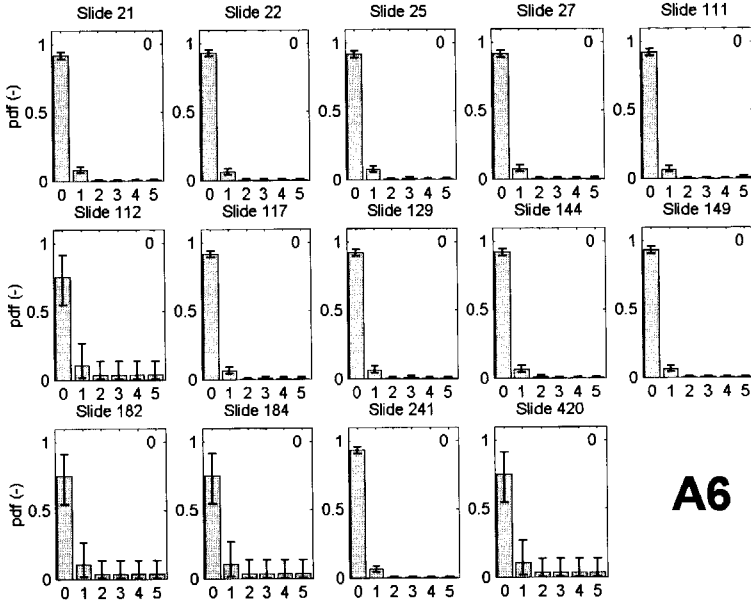 Slide 21 Slide 22 Slide 25 Slide 27 Slide 111
1 0 1 0 1 0 1 0 1 0
pdf (-) 0.5 0.5 0.5 0.5 0.5
0 0 0 0 0
0 1 2 3 4 5 0 1 2 3 4 5 0 1 2 3 4 5 0 1 2 3 4 5 0 1 2 3 4 5
Slide 112 Slide 117 Slide 129 Slide 144 Slide 149
1 0 1 0 1 0 1 0 1 0
pdf (-) 0.5 0.5 0.5 0.5 0.5
0 0 0 0 0
0 1 2 3 4 5 0 1 2 3 4 5 0 1 2 3 4 5 0 1 2 3 4 5 0 1 2 3 4 5
Slide 182 Slide 184 Slide 241 Slide 420
1 0 1 0 1 0 1 0
pdf (-) 0.5 0.5 0.5 0.5
A6
0 0 0 0
0 1 2 3 4 5 0 1 2 3 4 5 0 1 2 3 4 5 0 1 2 3 4 5